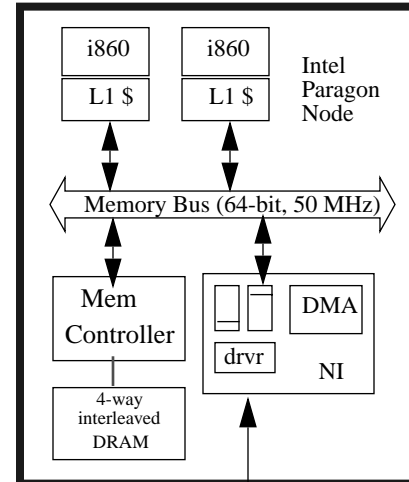 i860
i860
L1 $
L1 $
Intel
Paragon
Node
Memory Bus (64-bit, 50 MHz)
Mem
Controller
DMA
drvr
NI
4-way
interleaved
DRAM